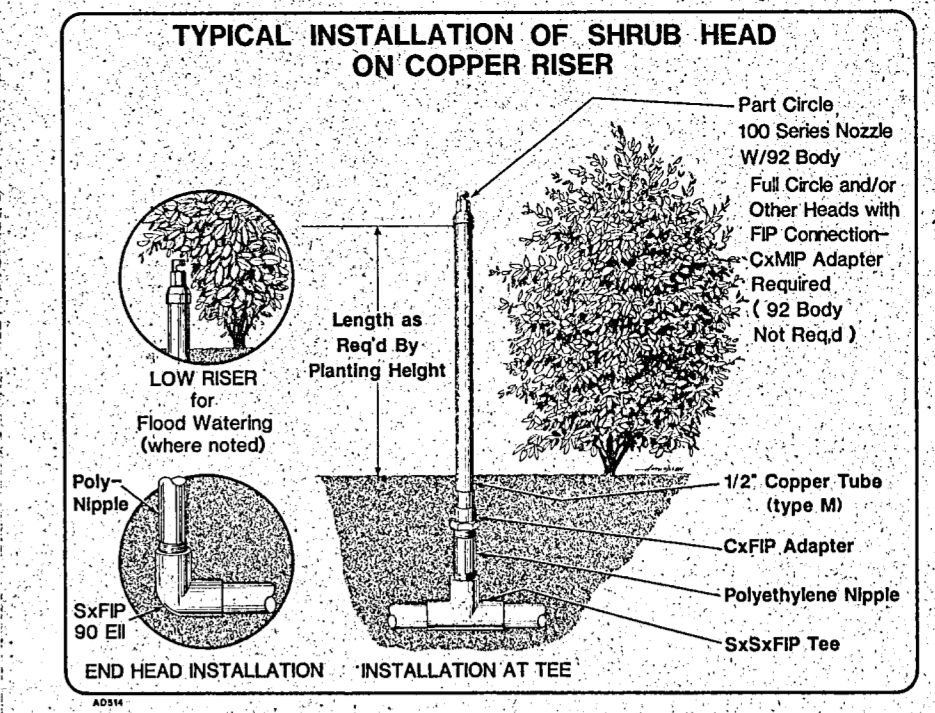 TYPICAL INSTALLATION OF SHRUB HEAD
ON COPPER RISER
Part Circle,
100 Series Nozzle
W/92 Body
Full Circle and/or
Other Heads with
FIP Connection–
CxMIP Adapter
Required
( 92 Body
Not Req,d )
Length as
Req'd By
Planting Height
LOW RISER
for
Flood Watering
(where noted)
Poly-
Nipple
SxFIP
90 Ell
END HEAD INSTALLATION
1/2" Copper Tube
(type M)
CxFIP Adapter
Polyethylene Nipple
SxSxFIP Tee
INSTALLATION AT TEE
AD514